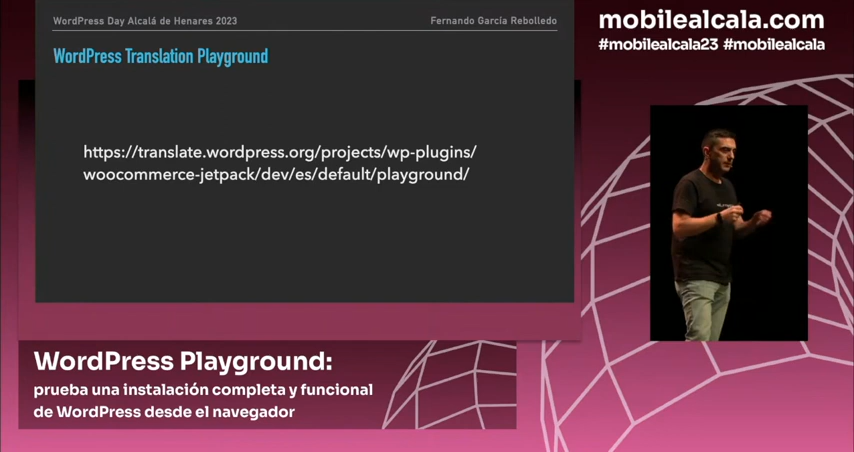 WordPress Day Alcalá de Henares 2023
Fernando García Rebolledo
WordPress Translation Playground
https://translate.wordpress.org/projects/wp-plugins/
woocommerce-jetpack/dev/es/default/playground/
mobilealcala.com
#mobilealcala23 #mobilealcala
WordPress Playground:
prueba una instalación completa y funcional
de WordPress desde el navegador